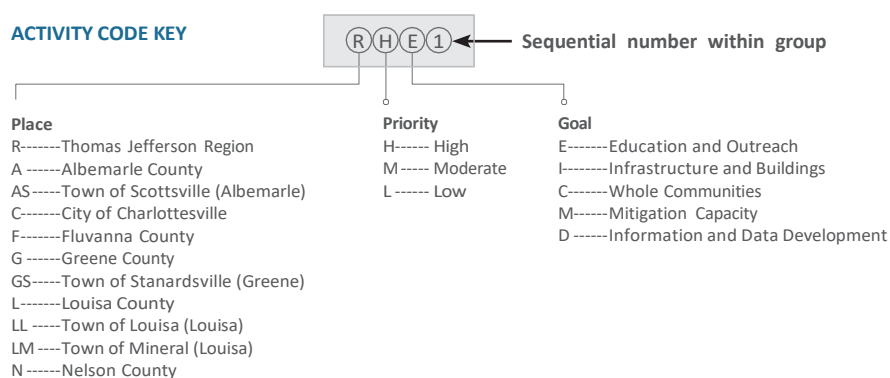 ACTIVITY CODE KEY
R H E 1 Sequential number within group
Place
R-------Thomas Jefferson Region
A ------Albemarle County
AS-----Town of Scottsville (Albemarle)
C-------City of Charlottesville
F-------Fluvanna County
G ------Greene County
GS-----Town of Stanardsville (Greene)
L-------Louisa County
LL -----Town of Louisa (Louisa)
LM ----Town of Mineral (Louisa)
N ------Nelson County
Priority
H------ High
M ----- Moderate
L ------ Low
Goal
E-------Education and Outreach
I--------Infrastructure and Buildings
C-------Whole Communities
M------Mitigation Capacity
D ------Information and Data Development